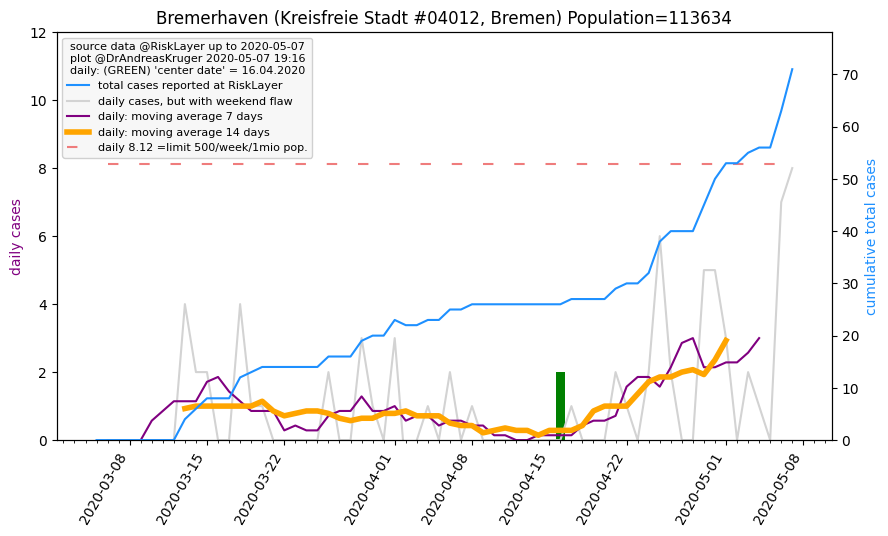 Bremerhaven (Kreisfreie Stadt #04012, Bremen) Population=113634
source data @RiskLayer up to 2020-05-07
plot @DrAndreasKruger 2020-05-07 19:16
daily: (GREEN) 'center date' = 16.04.2020
total cases reported at RiskLayer
daily cases, but with weekend flaw
daily: moving average 7 days
daily: moving average 14 days
daily 8.12 =limit 500/week/1mio pop.
daily cases
12
10
8
6
4
2
0
cumulative total cases
70
60
50
40
30
20
10
0
2020-03-08
2020-03-15
2020-03-22
2020-04-01
2020-04-08
2020-04-15
2020-04-22
2020-05-01
2020-05-08